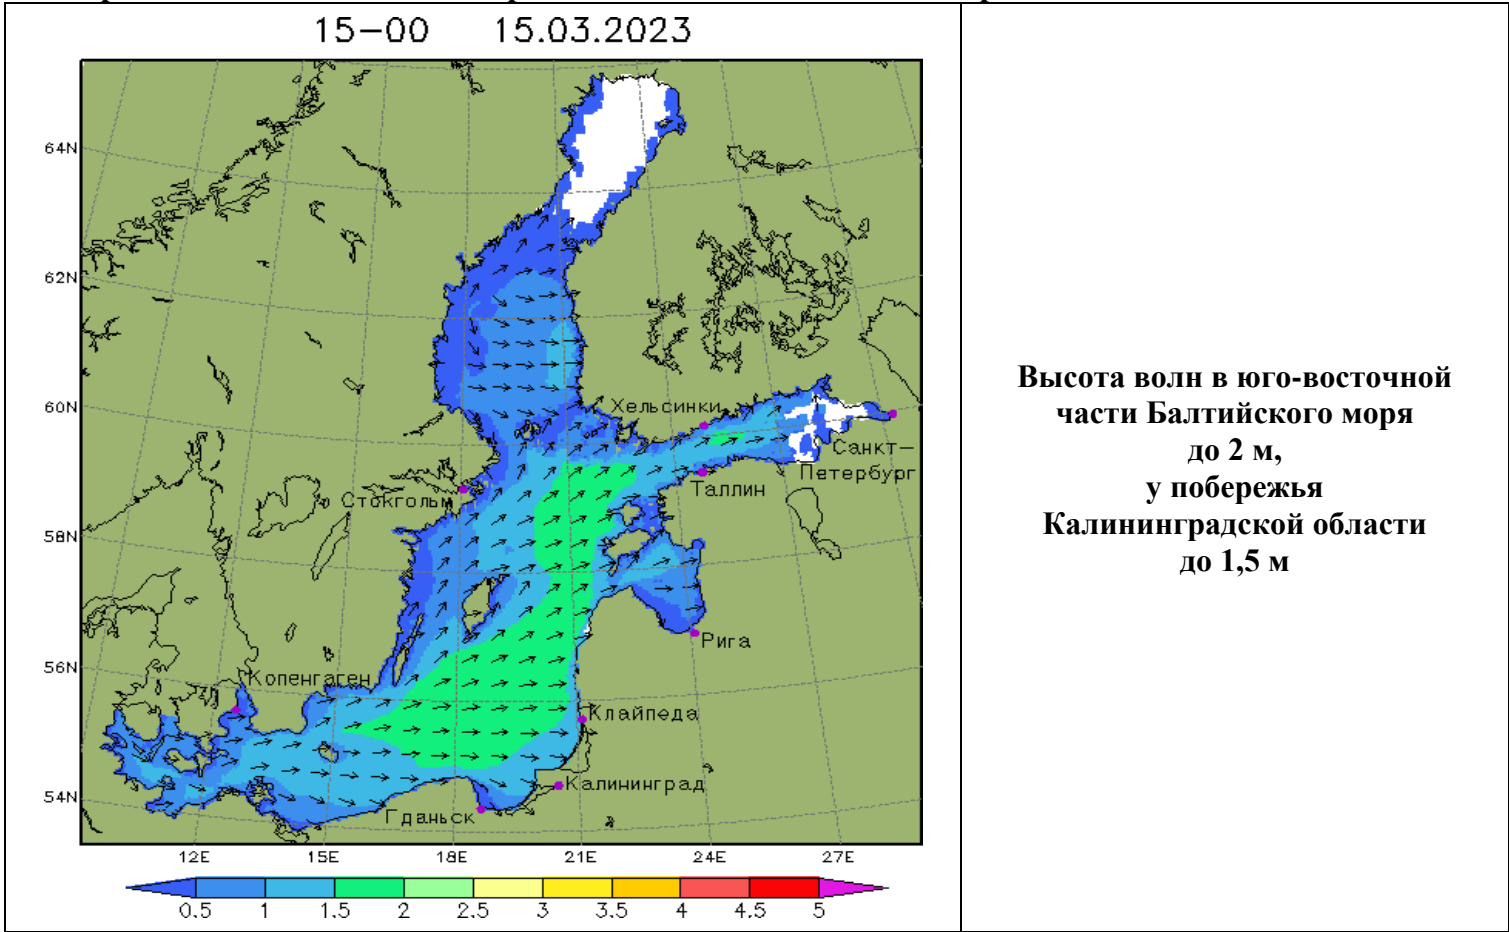 15-00 15.03.2023
64N
62N
60N
58N
56N
54N
Хельсинки
Санкт-
Петербург
Таллин
Стокгольм
Рига
Копенгаген
Клайпеда
Калининград
Гданьск
12E 15E 18E 21E 24E 27E
0.5 1 1.5 2 2.5 3 3.5 4 4.5 5
Высота волн в юго-восточной
части Балтийского моря
до 2 м,
у побережья
Калининградской области
до 1,5 м